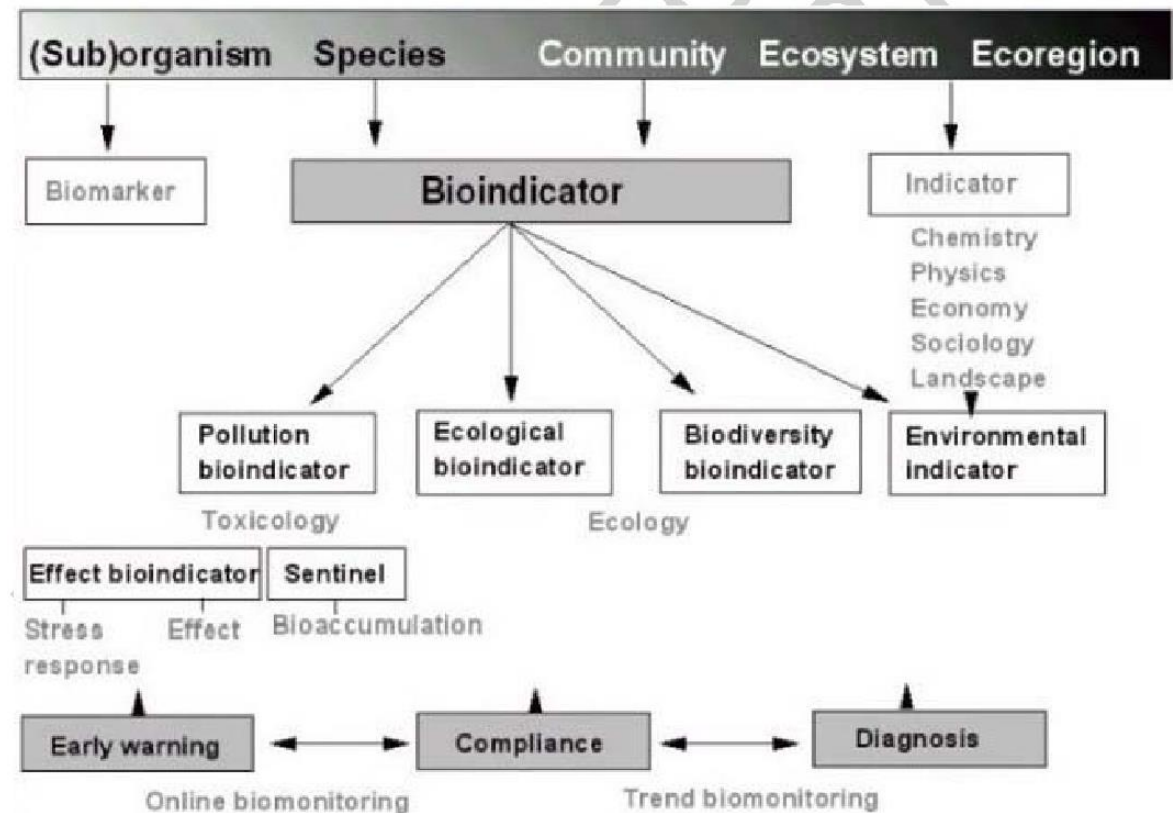 (Sub)organism Species Community Ecosystem Ecoregion
Biomarker
Bioindicator
Indicator
Chemistry
Physics
Economy
Sociology
Landscape
Pollution
bioindicator
Ecological
bioindicator
Biodiversity
bioindicator
Environmental
indicator
Toxicology
Ecology
Effect bioindicator
Sentinel
Stress
response
Effect
Bioaccumulation
Early warning
Compliance
Diagnosis
Online biomonitoring
Trend biomonitoring